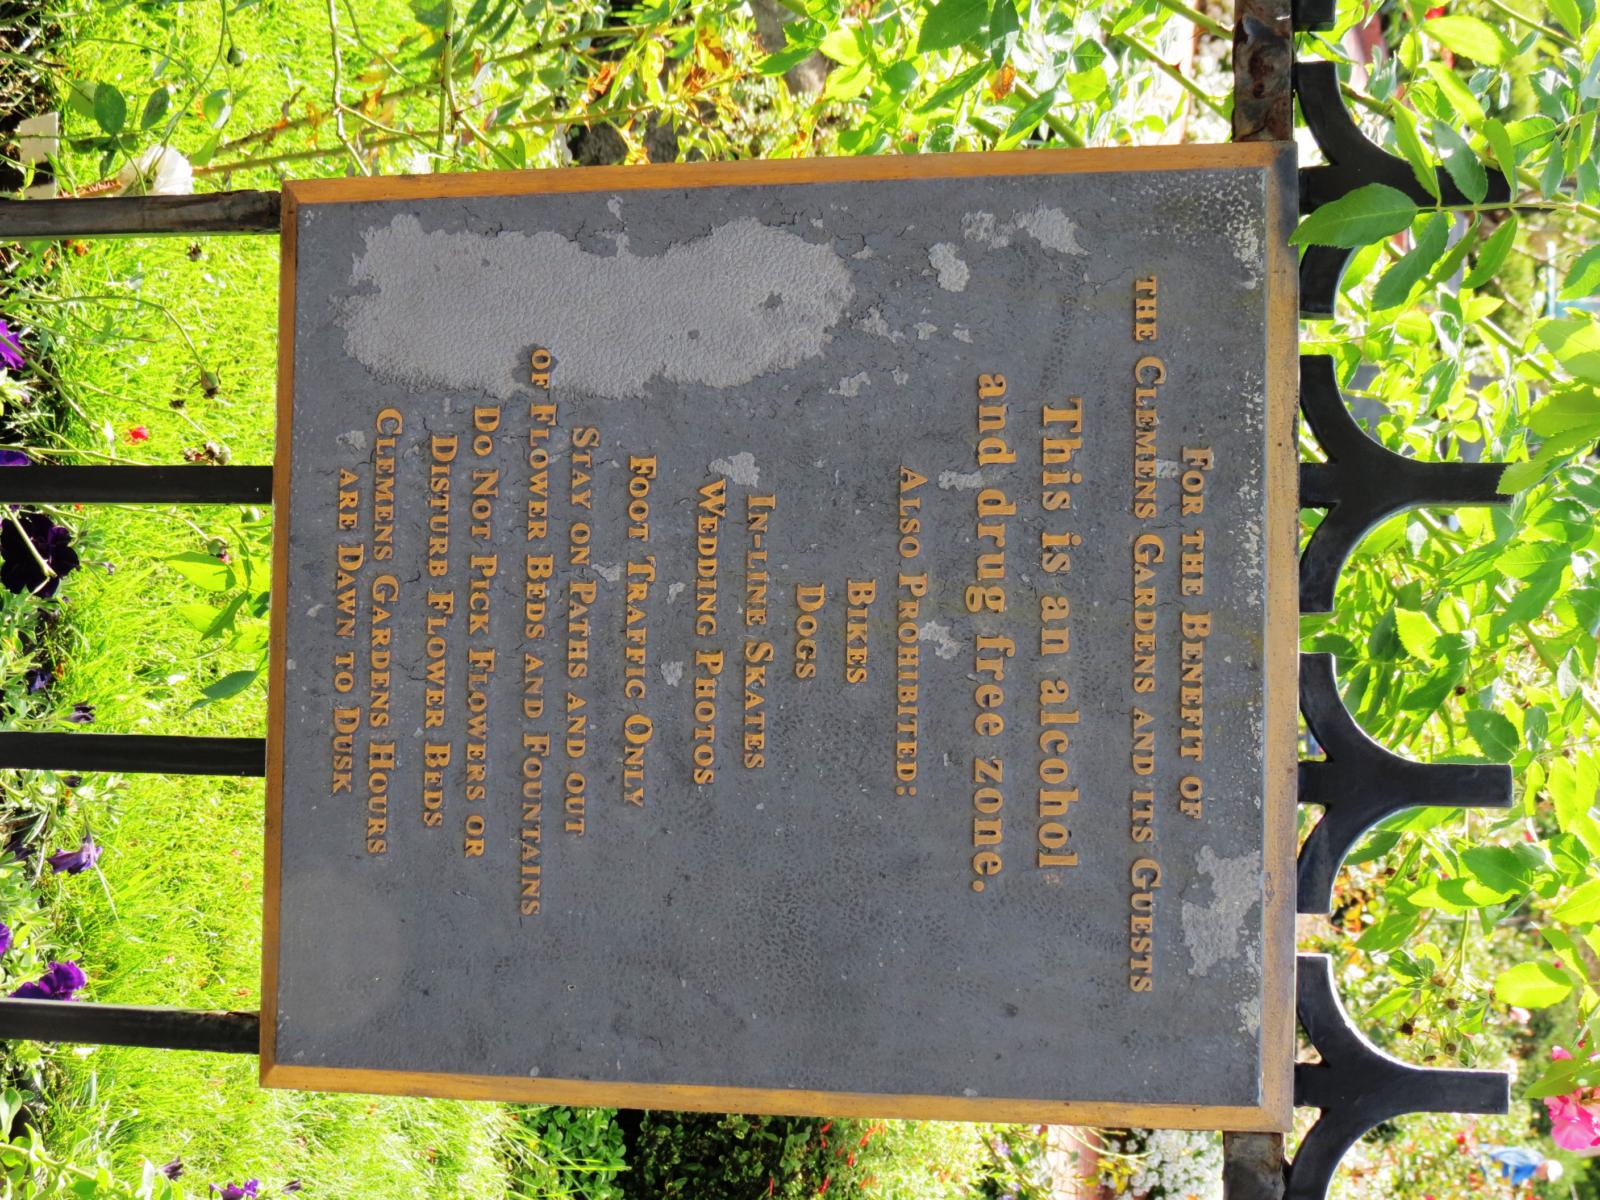 FOR THE BENEFIT OF
THE CLEMENS GARDENS AND ITS GUESTS
This is an alcohol
and drug free zone.
ALSO PROHIBITED:
BIKES
DOGS
IN-LINE SKATES
WEDDING PHOTOS
FOOT TRAFFIC ONLY
STAY ON PATHS AND OUT
OF FLOWER BEDS AND FOUNTAINS
DO NOT PICK FLOWERS OR
DISTURB FLOWER BEDS
CLEMENS GARDENS HOURS
ARE DAWN TO DUSK